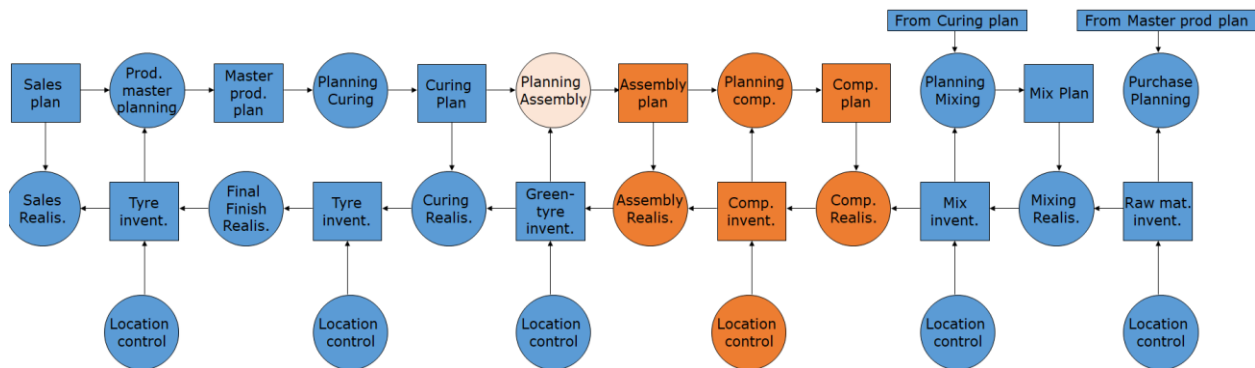 From Curing plan
From Master prod plan
Sales
plan
Prod.
master
planning
Master
prod.
plan
Planning
Curing
Curing
Plan
Planning
Assembly
Assembly
plan
Planning
comp.
Comp.
plan
Planning
Mixing
Mix Plan
Purchase
Planning
Sales
Realis.
Tyre
invent.
Final
Finish
Realis.
Tyre
invent.
Curing
Realis.
Green-
tyre
invent.
Assembly
Realis.
Comp.
invent.
Comp.
Realis.
Mix
invent.
Mixing
Realis.
Raw mat.
invent.
Location
control
Location
control
Location
control
Location
control
Location
control
Location
control